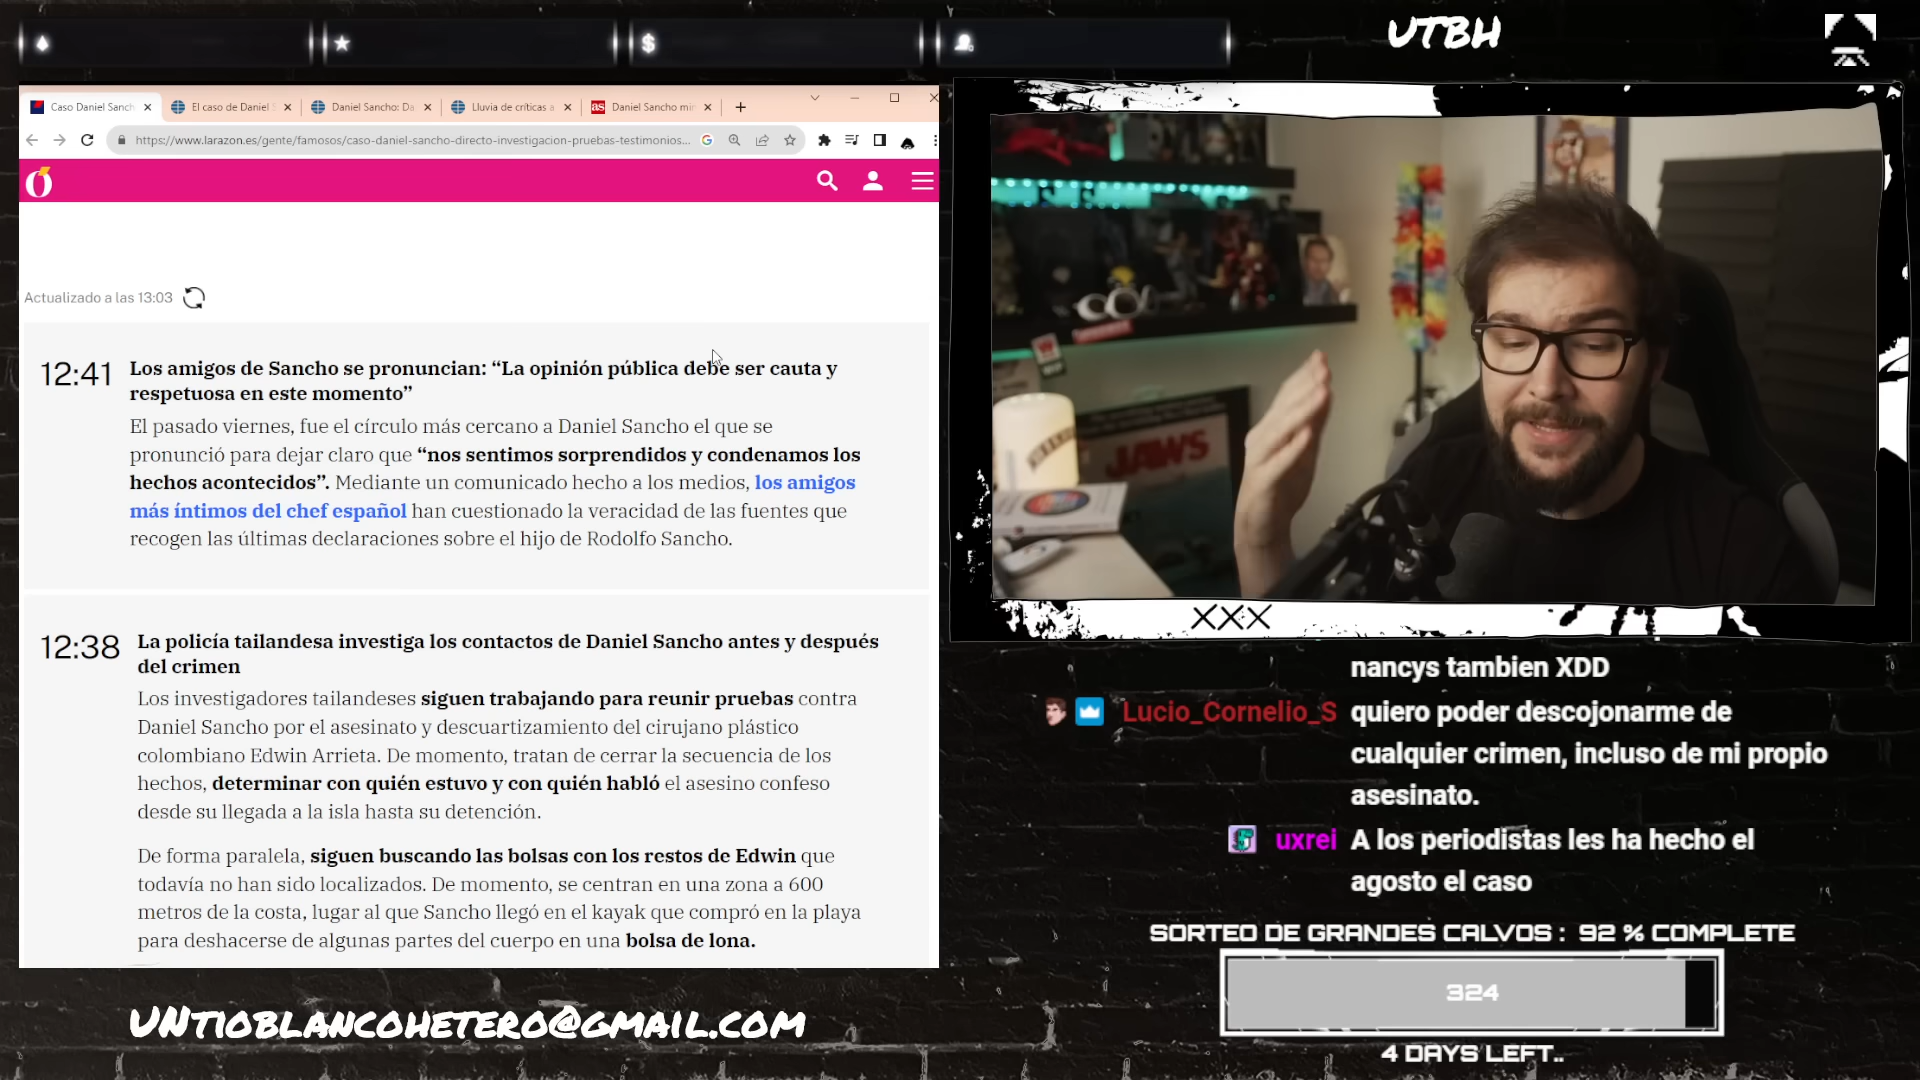 UTBH
Caso Daniel Sanch
El caso de Daniel S
Daniel Sancho: Da
Lluvia de críticas a
as
Daniel Sancho mir
https://www.larazon.es/gente/famosos/caso-daniel-sancho-directo-investigacion-pruebas-testimonios...
Actualizado a las 13:03
12:41
Los amigos de Sancho se pronuncian: “La opinión pública debe ser cauta y
respetuosa en este momento”
El pasado viernes, fue el círculo más cercano a Daniel Sancho el que se
pronunció para dejar claro que “nos sentimos sorprendidos y condenamos los
hechos acontecidos”. Mediante un comunicado hecho a los medios, los amigos
más íntimos del chef español han cuestionado la veracidad de las fuentes que
recogen las últimas declaraciones sobre el hijo de Rodolfo Sancho.
12:38
La policía tailandesa investiga los contactos de Daniel Sancho antes y después
del crimen
Los investigadores tailandeses siguen trabajando para reunir pruebas contra
Daniel Sancho por el asesinato y descuartizamiento del cirujano plástico
colombiano Edwin Arrieta. De momento, tratan de cerrar la secuencia de los
hechos, determinar con quién estuvo y con quién habló el asesino confeso
desde su llegada a la isla hasta su detención.
De forma paralela, siguen buscando las bolsas con los restos de Edwin que
todavía no han sido localizados. De momento, se centran en una zona a 600
metros de la costa, lugar al que Sancho llegó en el kayak que compró en la playa
para deshacerse de algunas partes del cuerpo en una bolsa de lona.
UNtioblancohetero@gmail.com
JAWS
XXX
nancys tambien XDD
Lucio_Cornelio_S quiero poder descojonarme de
cualquier crimen, incluso de mi propio
asesinato.
uxrei A los periodistas les ha hecho el
agosto el caso
SORTEO DE GRANDES CALVOS : 92 % COMPLETE
324
4 DAYS LEFT..